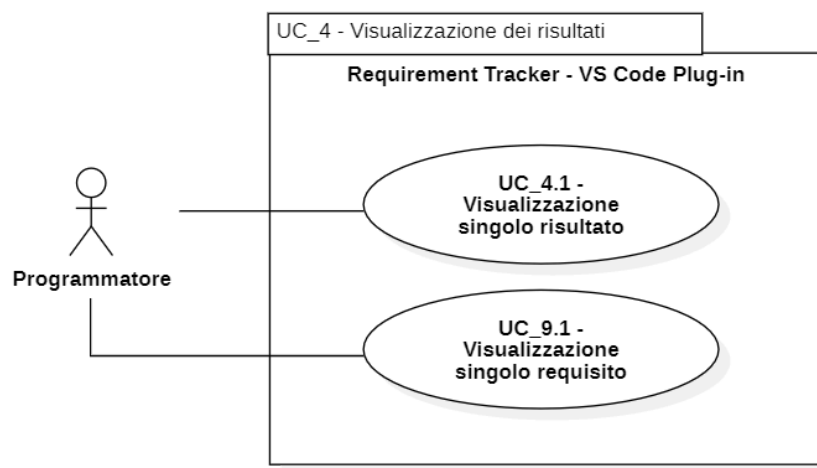 UC_4 - Visualizzazione dei risultati
Requirement Tracker - VS Code Plug-in
UC_4.1 -
Visualizzazione
singolo risultato
Programmatore
UC_9.1 -
Visualizzazione
singolo requisito